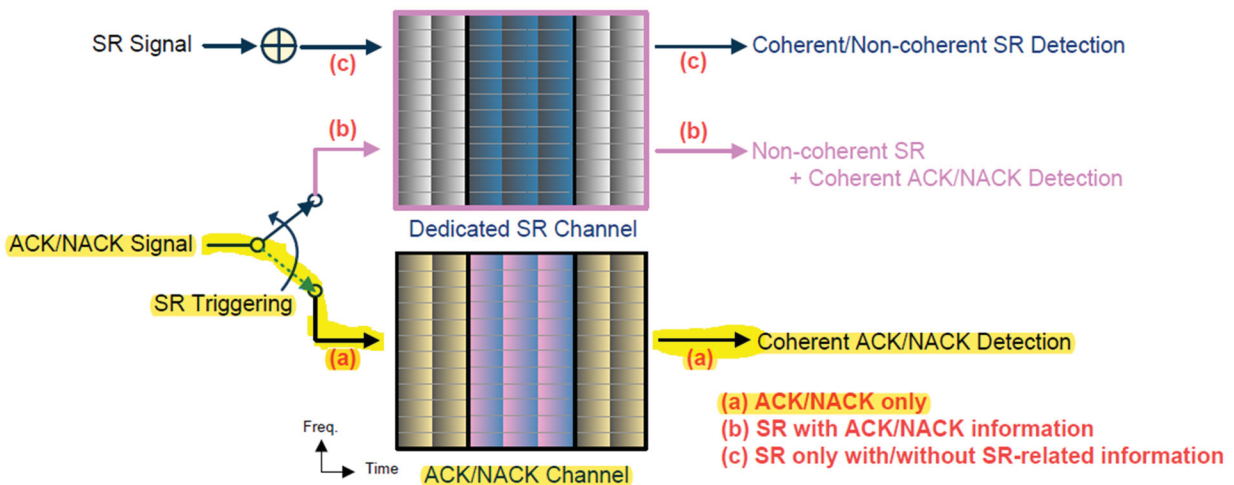 SR Signal
(c)
(c)
Coherent/Non-coherent SR Detection
(b)
(b)
Non-coherent SR
+ Coherent ACK/NACK Detection
Dedicated SR Channel
ACK/NACK Signal
SR Triggering
(a)
(a)
Coherent ACK/NACK Detection
(a) ACK/NACK only
(b) SR with ACK/NACK information
(c) SR only with/without SR-related information
Freq.
Time
ACK/NACK Channel